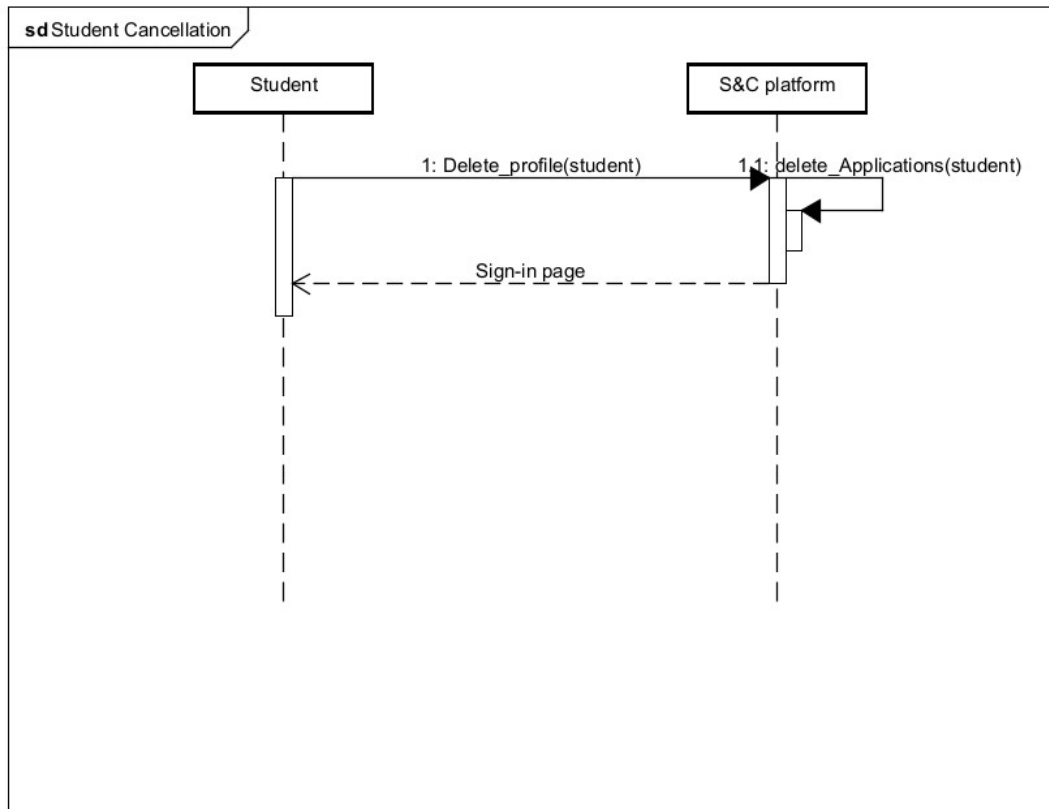 sd Student Cancellation
Student
S&C platform
1: Delete_profile(student)
1.1: delete_Applications(student)
Sign-in page